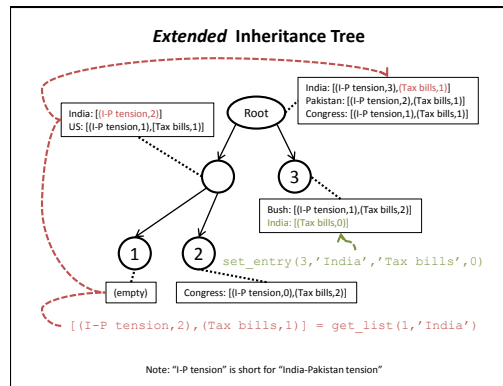 Extended Inheritance Tree
India: [(I-P tension,3),(Tax bills,1)]
Pakistan: [(I-P tension,2),(Tax bills,1)]
Congress: [(I-P tension,1),(Tax bills,1)]
India: [(I-P tension,2)]
US: [(I-P tension,1),[Tax bills,1)]
Root
3
Bush: [(I-P tension,1),(Tax bills,2)]
India: [(Tax bills,0)]
1
2
set_entry(3,'India','Tax bills',0)
(empty)
Congress: [(I-P tension,0),(Tax bills,2)]
[(I-P tension,2),(Tax bills,1)] = get_list(1,'India')
Note: "I-P tension" is short for "India-Pakistan tension"